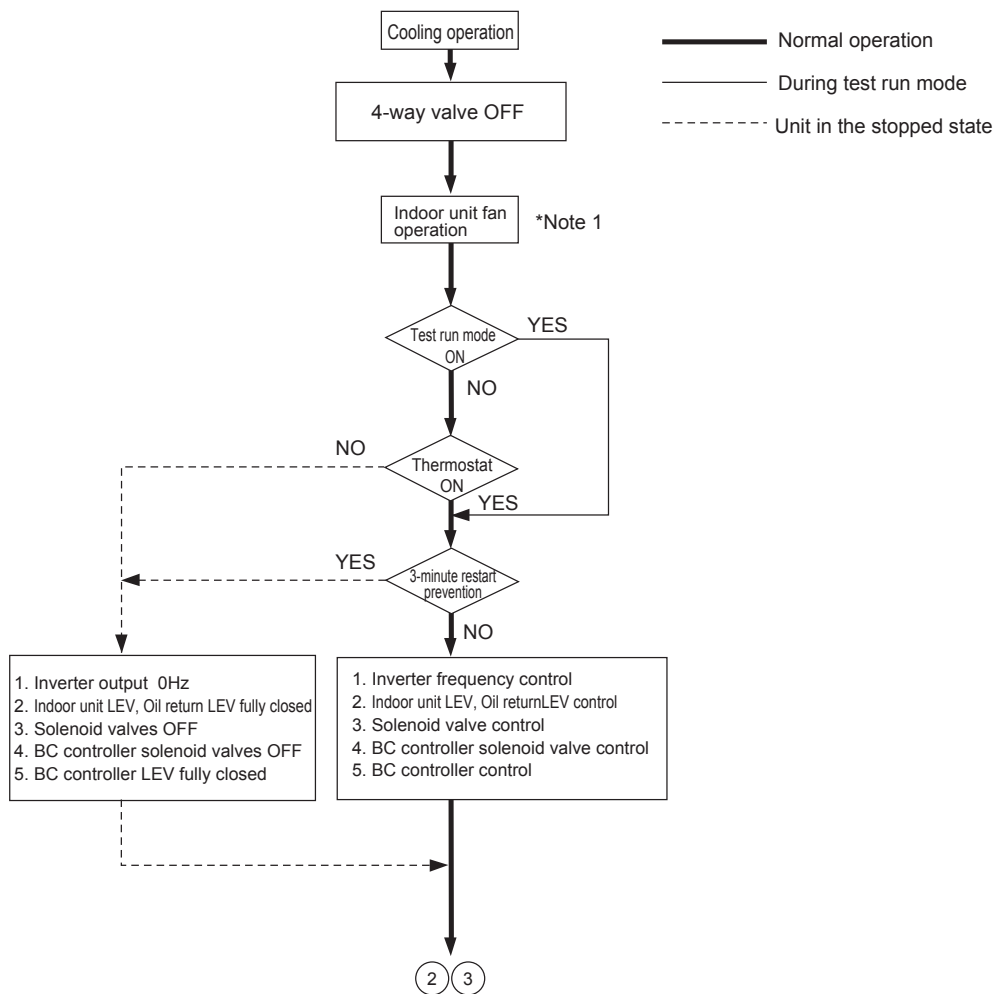 Cooling operation
Normal operation
During test run mode
Unit in the stopped state
4-way valve OFF
Indoor unit fan
operation
*Note 1
Test run mode
ON
YES
NO
Thermostat
ON
NO
YES
3-minute restart
prevention
YES
NO
1. Inverter output 0Hz
2. Indoor unit LEV, Oil return LEV fully closed
3. Solenoid valves OFF
4. BC controller solenoid valves OFF
5. BC controller LEV fully closed
1. Inverter frequency control
2. Indoor unit LEV, Oil returnLEV control
3. Solenoid valve control
4. BC controller solenoid valve control
5. BC controller control
2 3